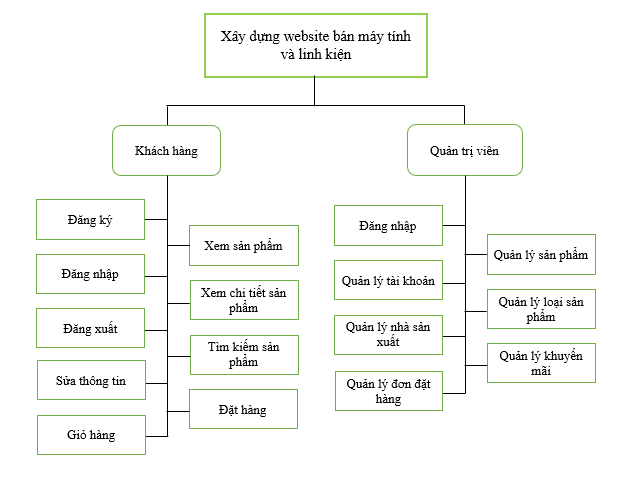 Xây dựng website bán máy tính
và linh kiện
Khách hàng
Quản trị viên
Đăng ký
Đăng nhập
Đăng xuất
Sửa thông tin
Giỏ hàng
Xem sản phẩm
Xem chi tiết sản
phẩm
Tìm kiếm sản
phẩm
Đặt hàng
Đăng nhập
Quản lý tài khoản
Quản lý nhà sản
xuất
Quản lý đơn đặt
hàng
Quản lý sản phẩm
Quản lý loại sản
phẩm
Quản lý khuyến
mãi